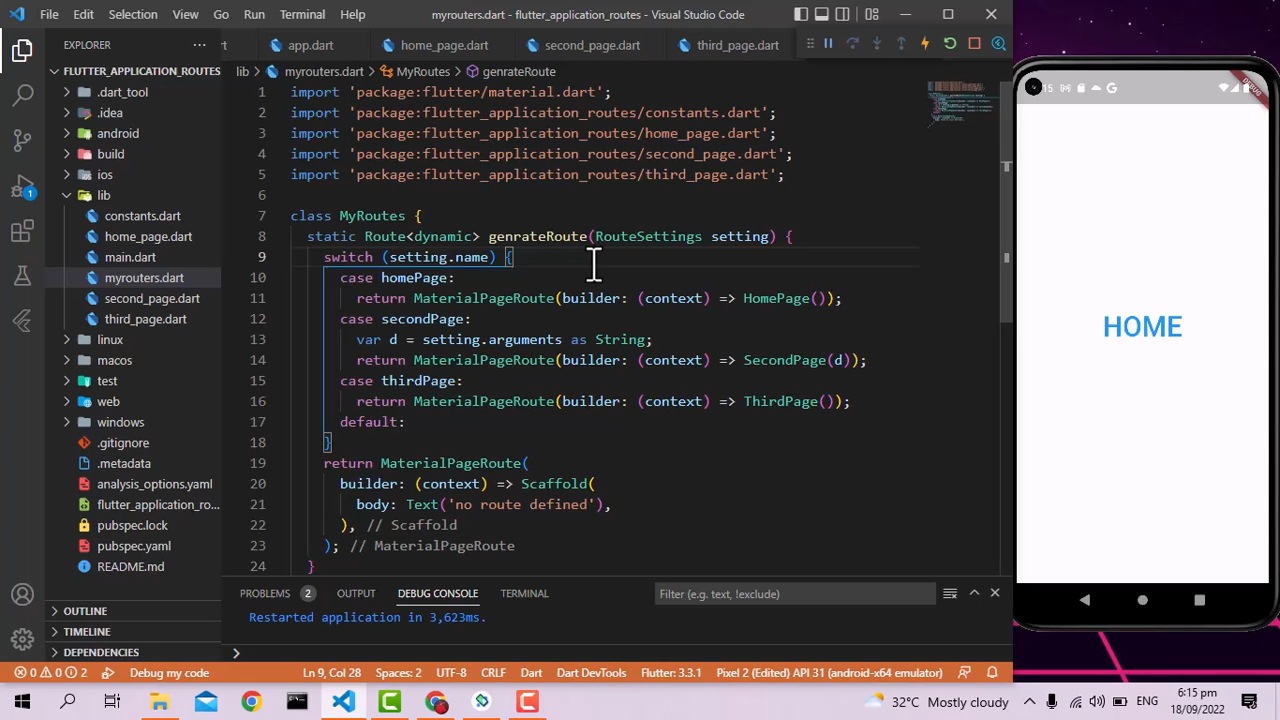 File Edit Selection View Go Run Terminal Help
myrouters.dart - flutter_application_routes - Visual Studio Code
EXPLORER
FLUTTER_APPLICATION_ROUTES
.dart_tool
.idea
android
build
ios
lib
constants.dart
home_page.dart
main.dart
myrouters.dart
second_page.dart
third_page.dart
linux
macos
test
web
windows
.gitignore
.metadata
analysis_options.yaml
flutter_application_ro...
pubspec.lock
pubspec.yaml
README.md
OUTLINE
TIMELINE
DEPENDENCIES
1
app.dart home_page.dart second_page.dart third_page.dart
lib > myrouters.dart > MyRoutes > genrateRoute
1 import 'package:flutter/material.dart';
2 import 'package:flutter_application_routes/constants.dart';
3 import 'package:flutter_application_routes/home_page.dart';
4 import 'package:flutter_application_routes/second_page.dart';
5 import 'package:flutter_application_routes/third_page.dart';
6
7 class MyRoutes {
8 static Route<dynamic> genrateRoute(RouteSettings setting) {
9 switch (setting.name) {
10 case homePage:
11 return MaterialPageRoute(builder: (context) => HomePage());
12 case secondPage:
13 var d = setting.arguments as String;
14 return MaterialPageRoute(builder: (context) => SecondPage(d));
15 case thirdPage:
16 return MaterialPageRoute(builder: (context) => ThirdPage());
17 default:
18 }
19 return MaterialPageRoute(
20 builder: (context) => Scaffold(
21 body: Text('no route defined'),
22 ), // Scaffold
23 ); // MaterialPageRoute
24 }
PROBLEMS 2 OUTPUT DEBUG CONSOLE TERMINAL Filter (e.g. text, !exclude)
Restarted application in 3,623ms.
>
0 0 2 Debug my code Ln 9, Col 28 Spaces: 2 UTF-8 CRLF Dart Dart DevTools Flutter: 3.3.1 Pixel 2 (Edited) API 31 (android-x64 emulator)
15 G
DEBUG
HOME
32°C Mostly cloudy ENG 6:15 pm
18/09/2022